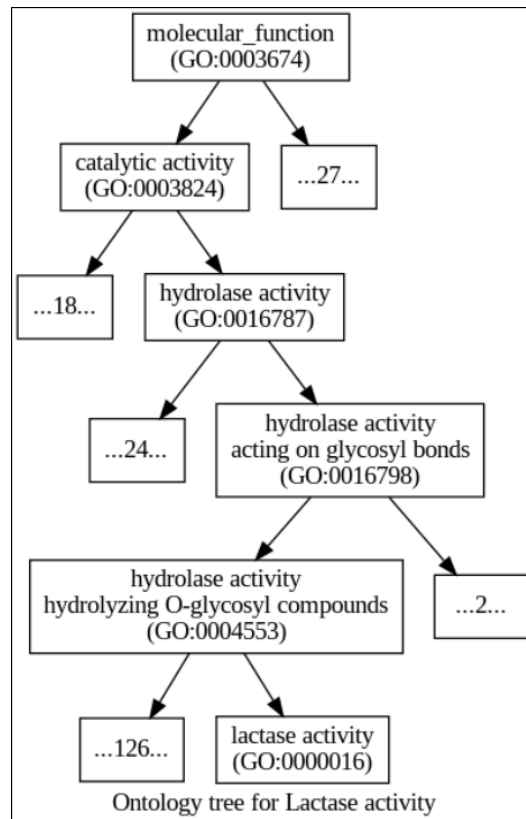 molecular_function
(GO:0003674)
catalytic activity
(GO:0003824)
...27...
...18...
hydrolase activity
(GO:0016787)
...24...
hydrolase activity
acting on glycosyl bonds
(GO:0016798)
hydrolase activity
hydrolyzing O-glycosyl compounds
(GO:0004553)
...2...
...126...
lactase activity
(GO:0000016)
Ontology tree for Lactase activity